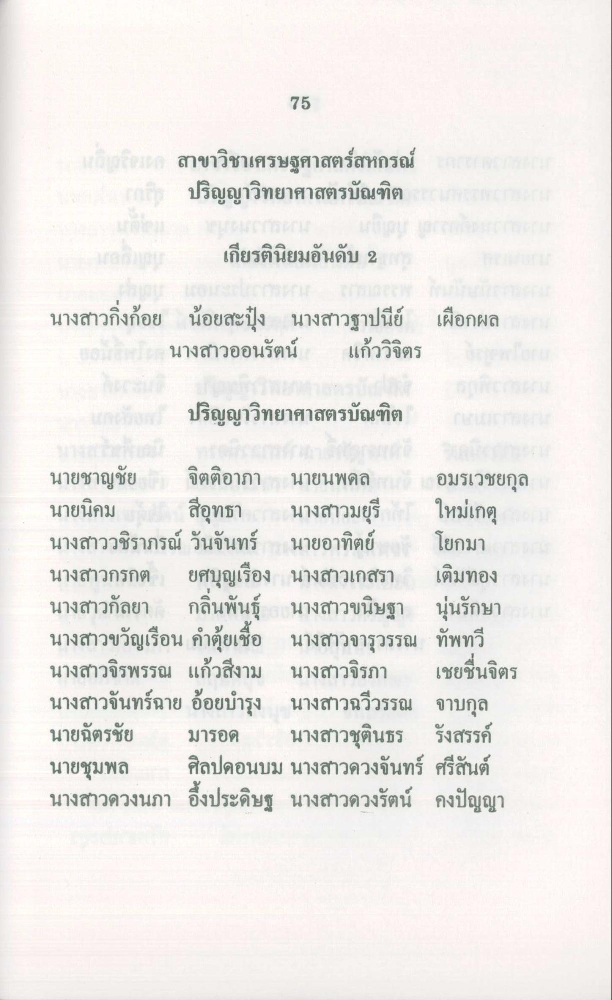 75
สาขาวิชาเศรษฐศาสตร์สหกรณ์
ปริญญาวิทยาศาสตรบัณฑิต
เกียรตินิยมอันดับ 2
นางสาวกิ่งก้อย น้อยสะปุ๋ง นางสาวฐาปนีย์ เผือกผล
นางสาวออนรัตน์ แก้ววิจิตร
ปริญญาวิทยาศาสตรบัณฑิต
นายชาญชัย จิตติอาภา นายนพดล อมรเวชยกุล
นายนิคม สีอุทธา นางสาวมยุรี ใหม่เกตุ
นางสาววชิราภรณ์ วันจันทร์ นายอาทิตย์ โยกมา
นางสาวกรกต ยศบุญเรือง นางสาวเกสรา เติมทอง
นางสาวกัลยา กลิ่นพันธุ์ นางสาวขนิษฐา นุ่นรักษา
นางสาวขวัญเรือน คำตุ้ยเชื้อ นางสาวจารุวรรณ ทัพทวี
นางสาวจิรพรรณ แก้วสีงาม นางสาวจิรภา เชยชื่นจิตร
นางสาวจันทร์ฉาย อ้อยบำรุง นางสาวฉวีวรรณ จาบกุล
นายฉัตรชัย มารอด นางสาวชุตินธร รังสรรค์
นายชุมพล ศิลปดอนบม นางสาวดวงจันทร์ ศรีสันต์
นางสาวดวงนภา อึ้งประดิษฐ นางสาวดวงรัตน์ คงปัญญา